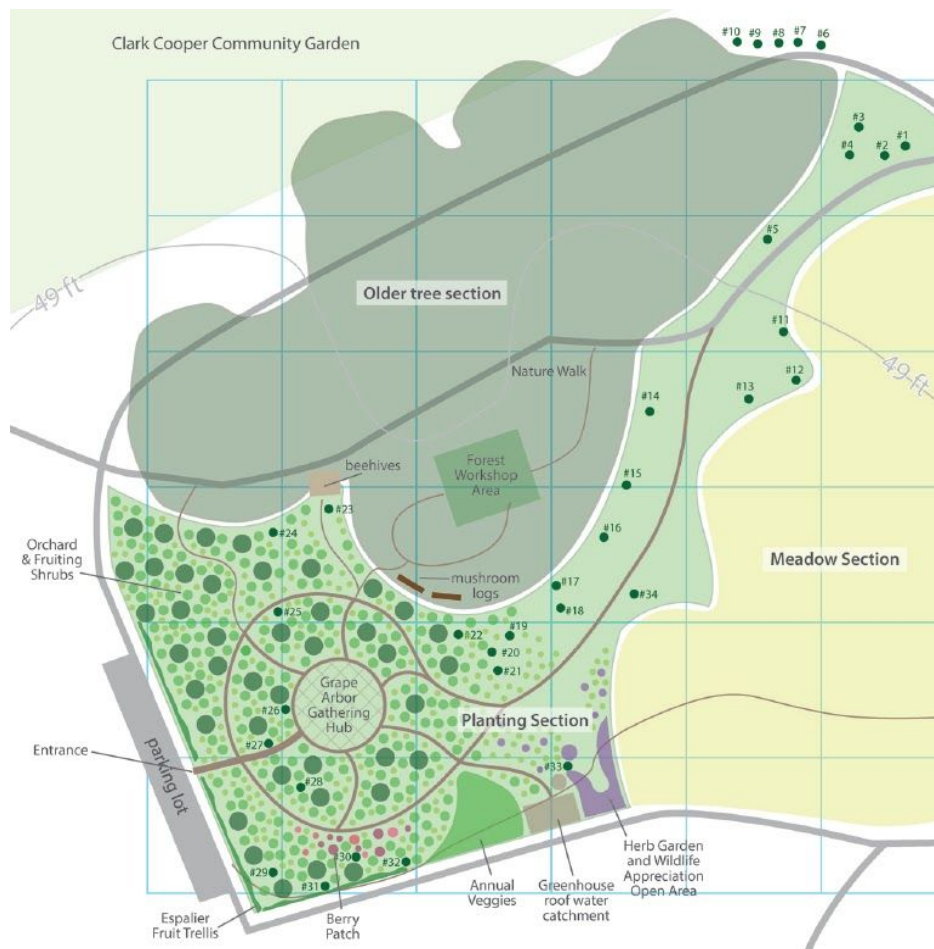 Clark Cooper Community Garden
#10
#9
#8
#7
#6
#3
#1
#4
#2
#5
49-ft
Older tree section
#11
49-ft
Nature Walk
#12
#13
#14
beehives
Forest
Workshop
Area
#15
#23
#24
#16
Orchard
& Fruiting
Shrubs
Meadow Section
mushroom
logs
#17
#34
#18
#25
#22
#19
#20
#21
Grape
Arbor
Gathering
Hub
#26
Planting Section
Entrance
#27
parking lot
#33
#28
#30
#32
#29
#31
Herb Garden
and Wildlife
Appreciation
Open Area
Annual
Veggies
Greenhouse
roof water
catchment
Espalier
Fruit Trellis
Berry
Patch